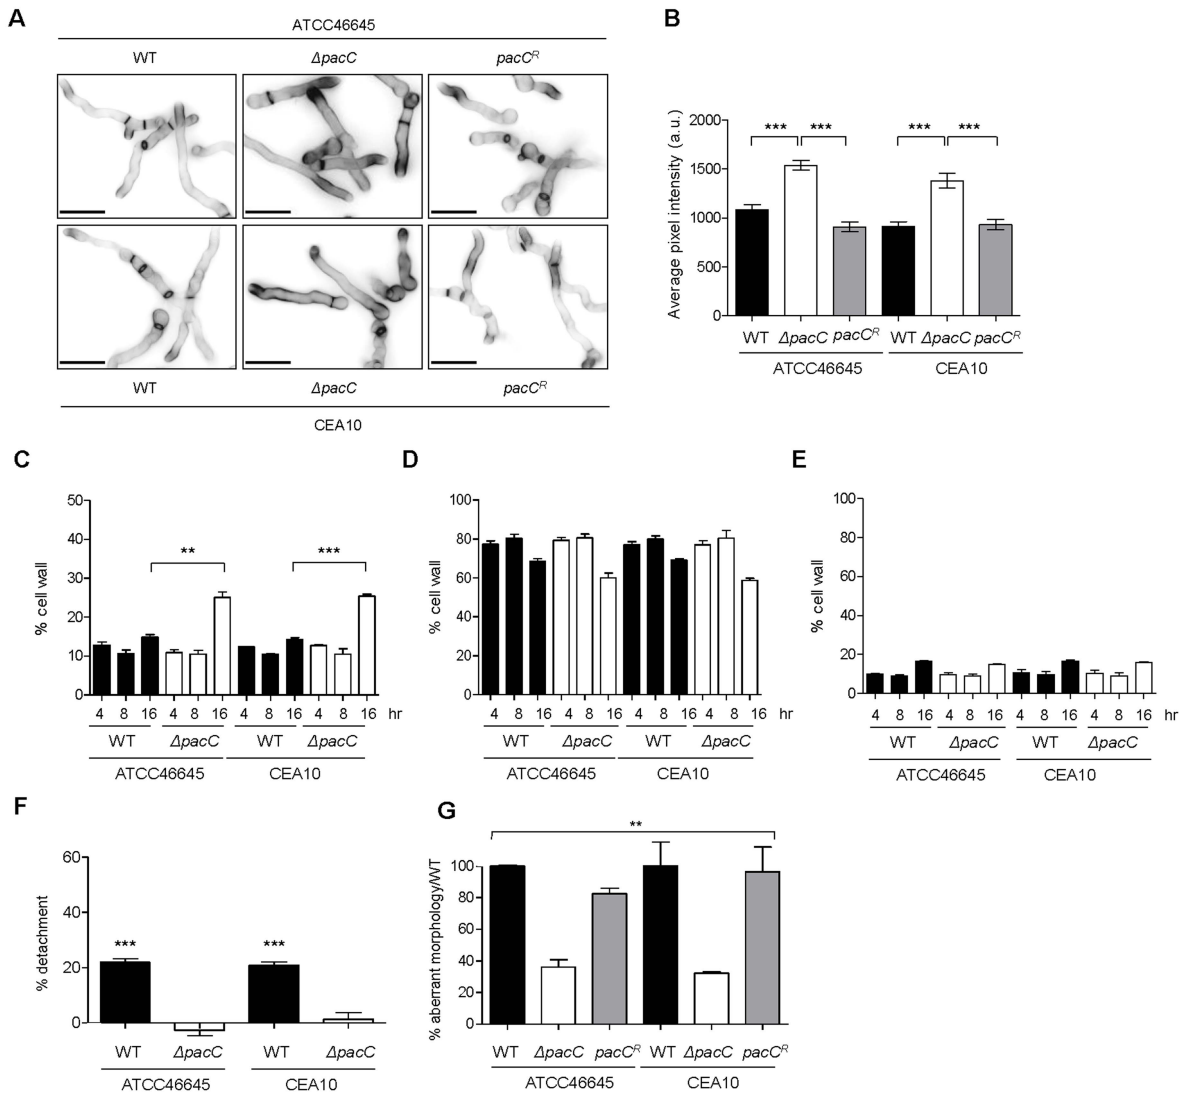 A
ATCC46645
WT ΔpacC pacCᴿ
WT ΔpacC pacCᴿ
CEA10
B
Average pixel intensity (a.u.)
2000
1500
1000
500
0
*** *** *** ***
WT ΔpacC pacCᴿ WT ΔpacC pacCᴿ
ATCC46645 CEA10
C
% cell wall
50
40
30
20
10
0
** ***
4 8 16 4 8 16 4 8 16 4 8 16 hr
WT ΔpacC WT ΔpacC
ATCC46645 CEA10
D
% cell wall
100
80
60
40
20
0
4 8 16 4 8 16 4 8 16 4 8 16 hr
WT ΔpacC WT ΔpacC
ATCC46645 CEA10
E
% cell wall
100
80
60
40
20
0
4 8 16 4 8 16 4 8 16 4 8 16 hr
WT ΔpacC WT ΔpacC
ATCC46645 CEA10
F
% detachment
60
40
20
0
*** ***
WT ΔpacC WT ΔpacC
ATCC46645 CEA10
G
% aberrant morphology/WT
100
80
60
40
20
0
**
WT ΔpacC pacCᴿ WT ΔpacC pacCᴿ
ATCC46645 CEA10